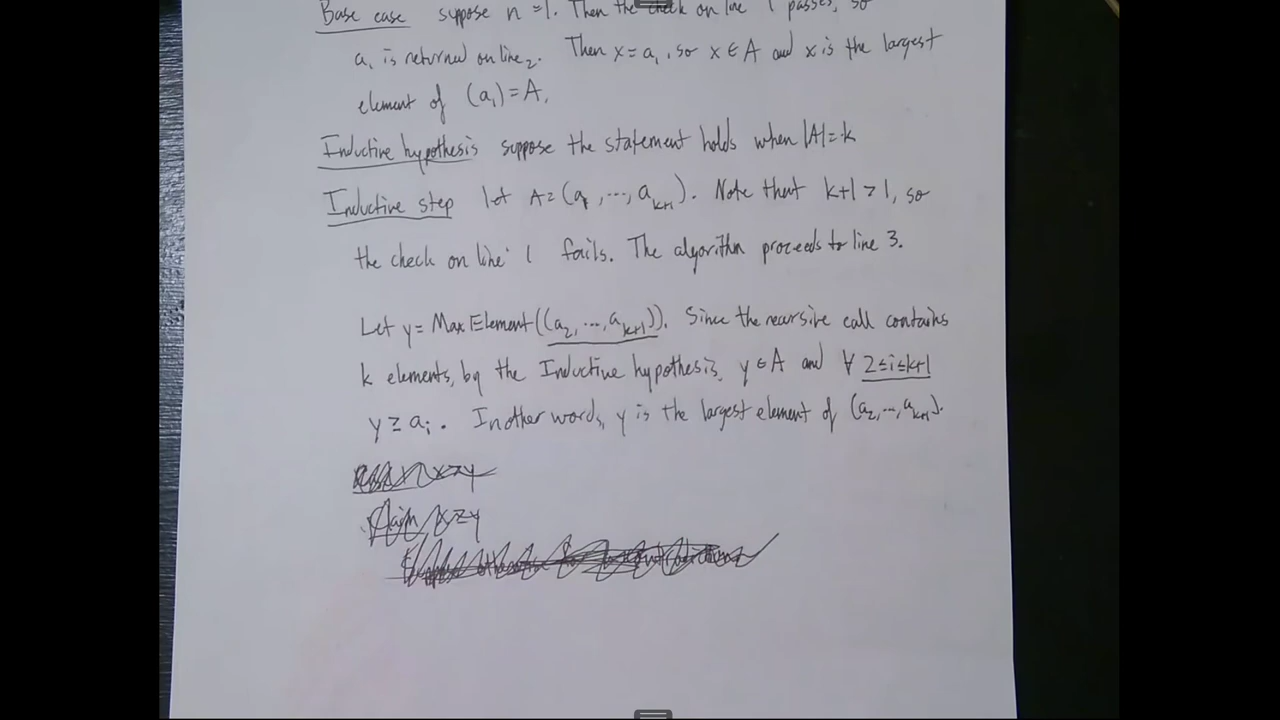 Base case suppose n=1. Then the check on line 1 passes, so
a₁ is returned on line 2. Then x=a₁, so x∈A and x is the largest
element of (a₁)=A.
Inductive hypothesis suppose the statement holds when |A|=k
Inductive step let A=(a₁,...,aₖ₊₁). Note that k+1>1, so
the check on line 1 fails. The algorithm proceeds to line 3.
Let y=MaxElement((a₂,...,aₖ₊₁)). Since the recursive call contains
k elements, by the Inductive hypothesis, y∈A and ∀ 2≤i≤k+1
y≥aᵢ. In other words, y is the largest element of (a₂,...,aₖ₊₁).
x≥y
Claim x≥y